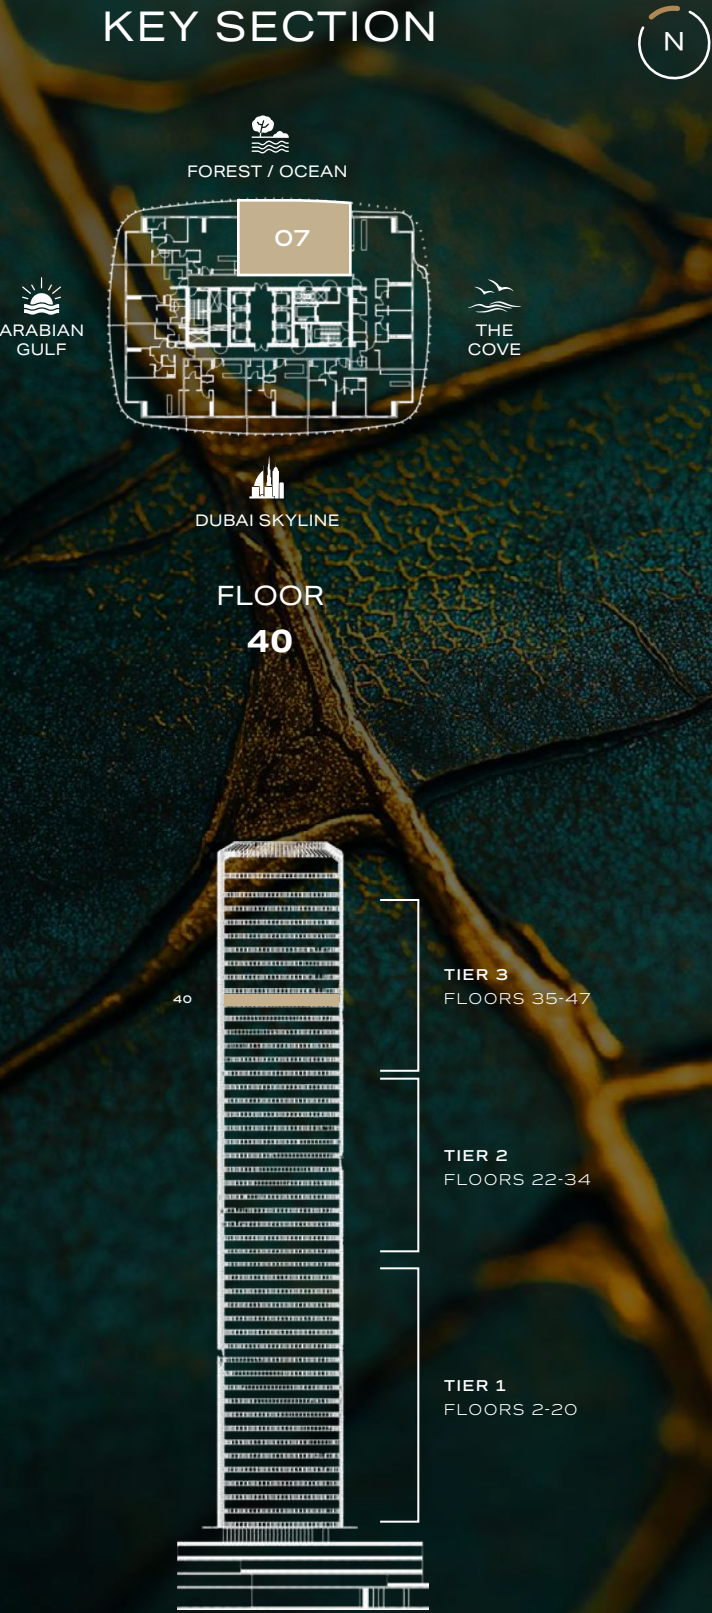 KEY SECTION
N
FOREST / OCEAN
07
ARABIAN
GULF
THE
COVE
DUBAI SKYLINE
FLOOR
40
TIER 3
FLOORS 35-47
40
TIER 2
FLOORS 22-34
TIER 1
FLOORS 2-20